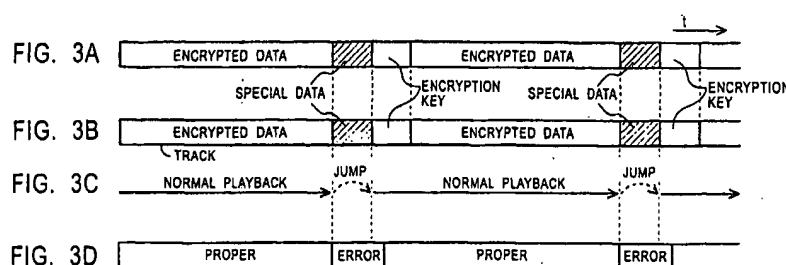 t
FIG. 3A ENCRYPTED DATA ENCRYPTED DATA
SPECIAL DATA ENCRYPTION KEY SPECIAL DATA ENCRYPTION KEY
FIG. 3B ENCRYPTED DATA ENCRYPTED DATA
TRACK
JUMP JUMP
FIG. 3C NORMAL PLAYBACK NORMAL PLAYBACK
FIG. 3D PROPER ERROR PROPER ERROR